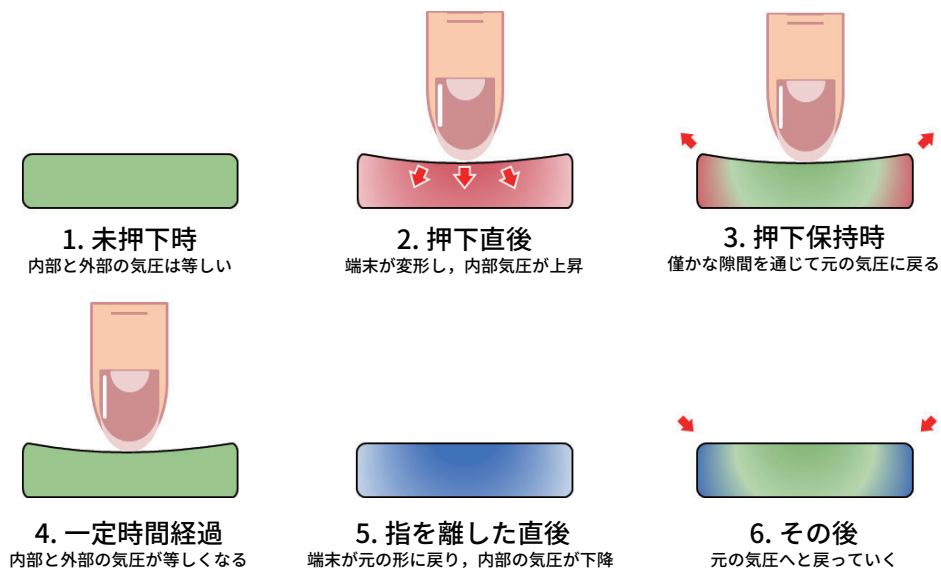 1. 未押下時
内部と外部の気圧は等しい
2. 押下直後
端末が変形し，内部気圧が上昇
3. 押下保持時
僅かな隙間を通じて元の気圧に戻る
4. 一定時間経過
内部と外部の気圧が等しくなる
5. 指を離した直後
端末が元の形に戻り，内部の気圧が下降
6. その後
元の気圧へと戻っていく